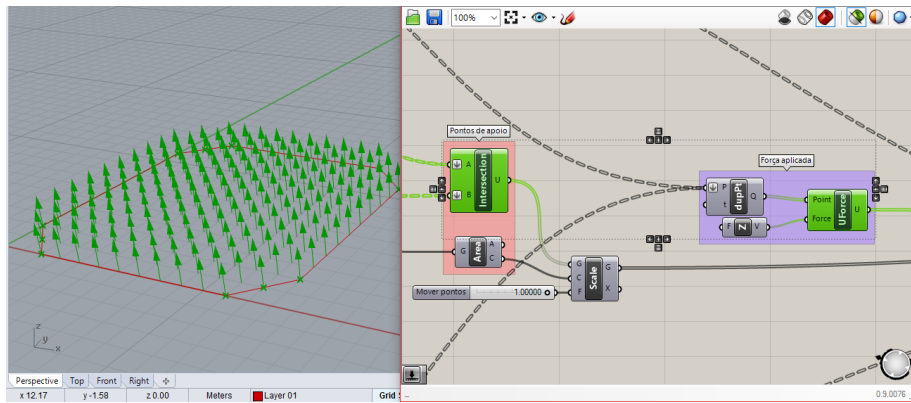 100%
Pontos de apoio
A
B
Intersection
U
G
Area
A
C
Mover pontos
1.00000
G
C
F
Scale
G
X
Força aplicada
P
t
dupPt
Q
F
Z
V
Point
Force
UForce
U
z
y
x
Perspective
Top
Front
Right
x 12.17
y -1.58
z 0.00
Meters
Layer 01
Grid S
0.9.0076